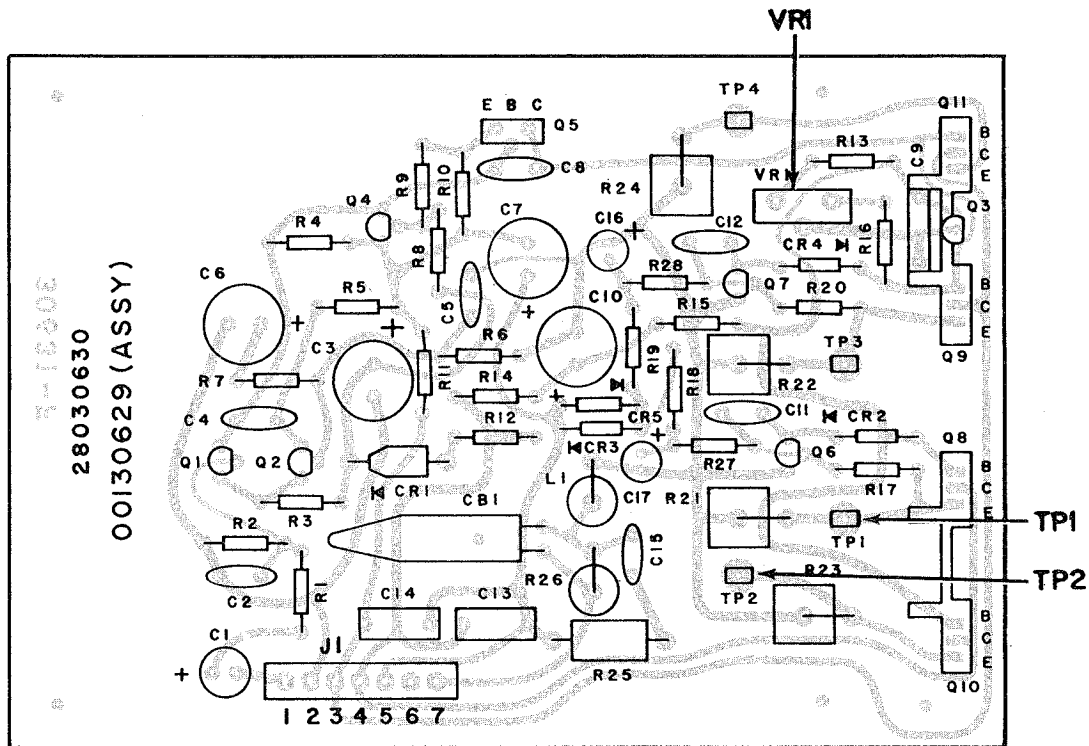 VR1
TP4
Q11
E B C
Q5
B
C
E
R13
C9
C8
R9
R10
VR1
R24
Q4
C7
C16
+
C12
R16
Q3
R4
R8
CR4
C6
R28
Q7
B
C
E
C5
C10
R20
R5
+
+
+
R15
Q9
C3
R6
R19
TP3
R7
R11
R14
R18
R22
+
C4
R12
CR5
C11
CR2
Q8
CR3
+
Q1
Q2
R27
Q6
B
C
E
CR1
L1
C17
R17
R3
CB1
R21
TP1
TP1
R2
C15
C2
R1
R26
TP2
R23
TP2
C14
C13
B
C
E
C1
J1
+
R25
Q10
1 2 3 4 5 6 7
28030630
00130629(ASSY)